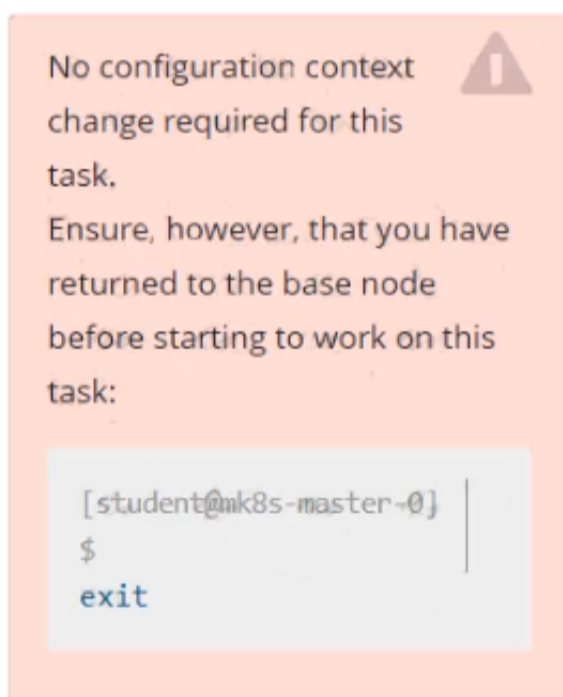 No configuration context
change required for this
task.
Ensure, however, that you have
returned to the base node
before starting to work on this
task:
[student@mk8s-master-0]
$
exit